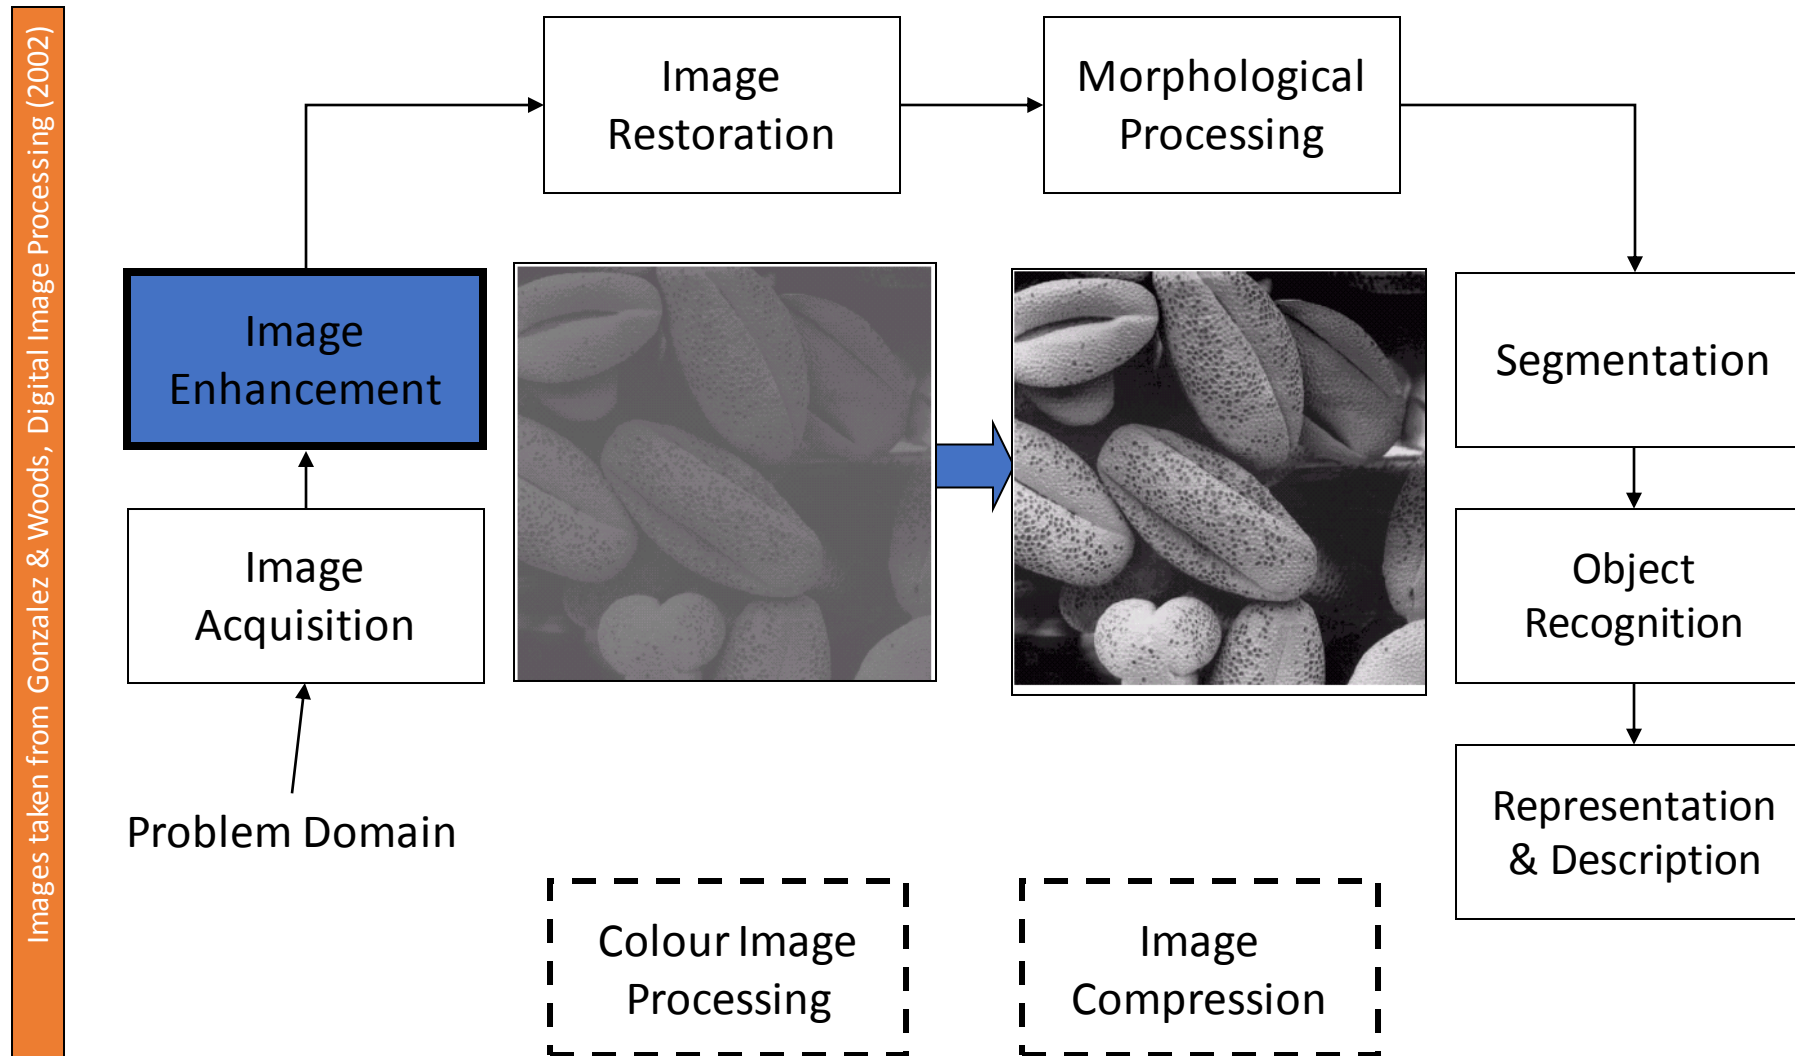 Images taken from Gonzalez & Woods, Digital Image Processing (2002)
Image
Restoration
Morphological
Processing
Image
Enhancement
Segmentation
Image
Acquisition
Object
Recognition
Problem Domain
Representation
& Description
Colour Image
Processing
Image
Compression